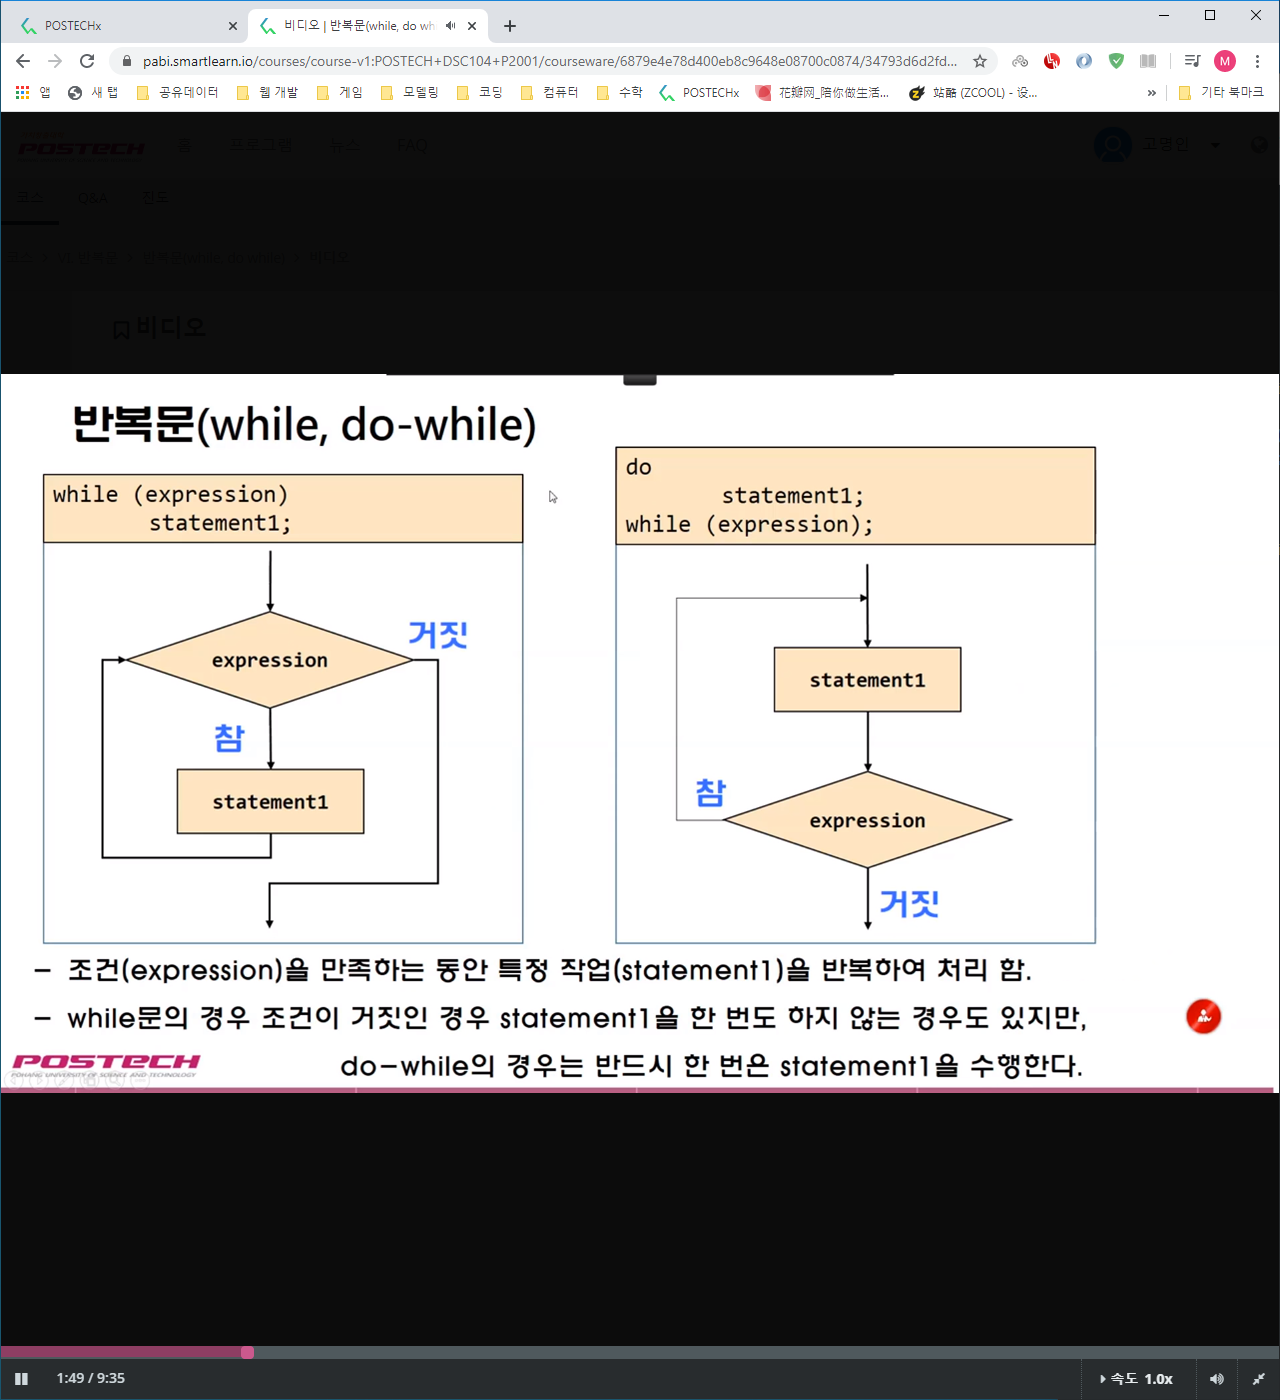 POSTECHx
비디오 | 반복문(while, do wh
pabi.smartlearn.io/courses/course-v1:POSTECH+DSC104+P2001/courseware/6879e4e78d400eb8c9648e08700c0874/34793d6d2fd...
M
앱 새 탭 공유데이터 웹 개발 게임 모델링 코딩 컴퓨터 수학 POSTECHx 花瓣网_陪你做生活... 站酷 (ZCOOL) - 设... » 기타 북마크
POSTECH 홈 프로그램 뉴스 FAQ 고명인
코스 Q&A 진도
비디오
비디오
반복문(while, do-while)
while (expression)
statement1;
expression
거짓
참
statement1
do
statement1;
while (expression);
statement1
참
expression
거짓
– 조건(expression)을 만족하는 동안 특정 작업(statement1)을 반복하여 처리 함.
– while문의 경우 조건이 거짓인 경우 statement1을 한 번도 하지 않는 경우도 있지만,
do-while의 경우는 반드시 한 번은 statement1을 수행한다.
POSTECH
POHANG UNIVERSITY OF SCIENCE AND TECHNOLOGY
1:49 / 9:35
속도 1.0x